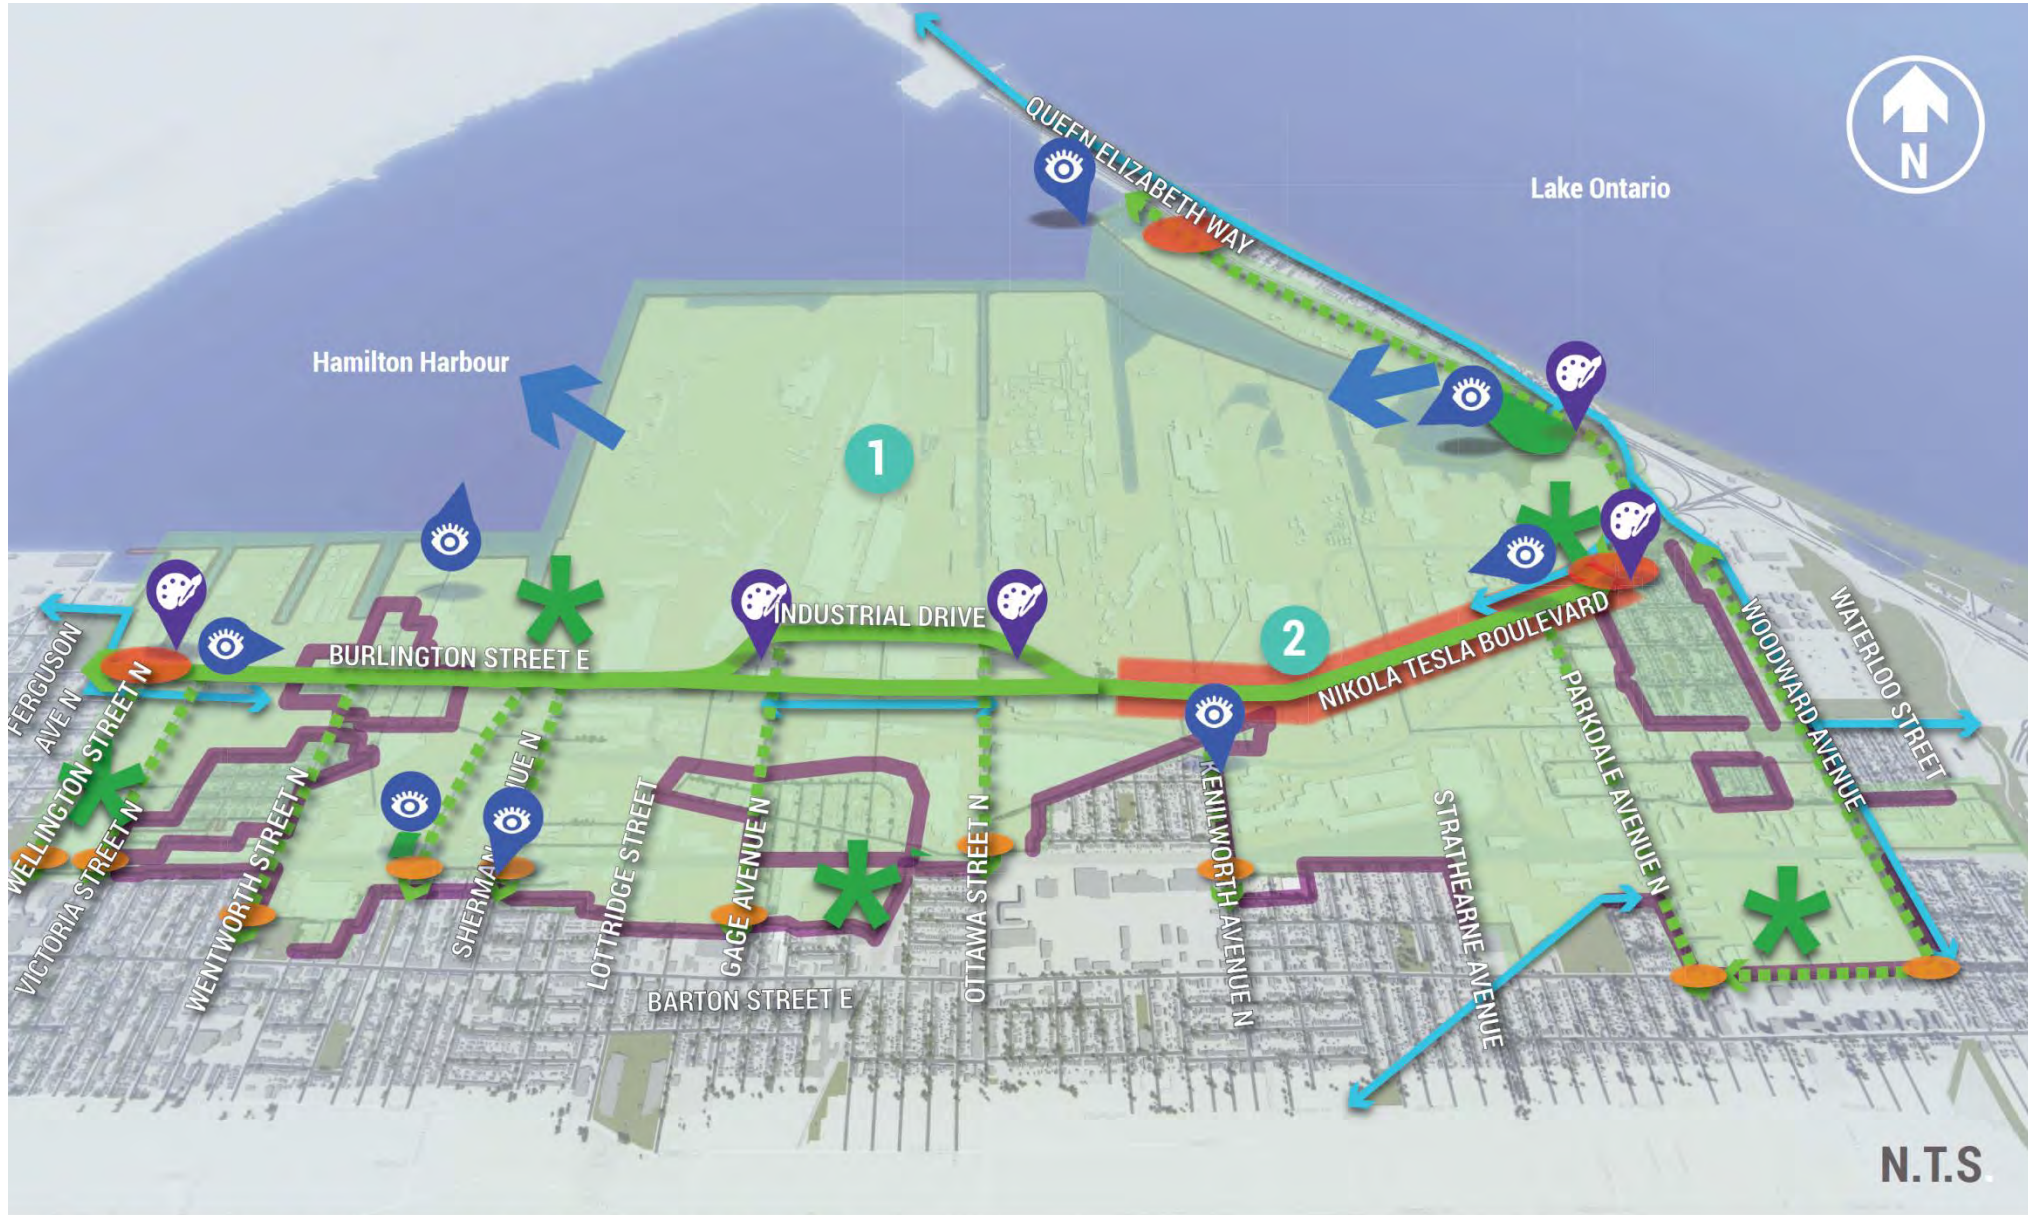 QUEEN ELIZABETH WAY
Lake Ontario
N
Hamilton Harbour
1
INDUSTRIAL DRIVE
BURLINGTON STREET E
2
NIKOLA TESLA BOULEVARD
FERGUSON
AVE N
WELLINGTON STREET N
VICTORIA STREET N
WENTWORTH STREET N
SHERMAN
LOTTRIDGE STREET
GAGE AVENUE N
OTTAWA STREET N
KENILWORTH AVENUE N
STRATHEARNE AVENUE
PARKDALE AVENUE N
WOODWARD AVENUE
WATERLOO STREET
BARTON STREET E
N.T.S.